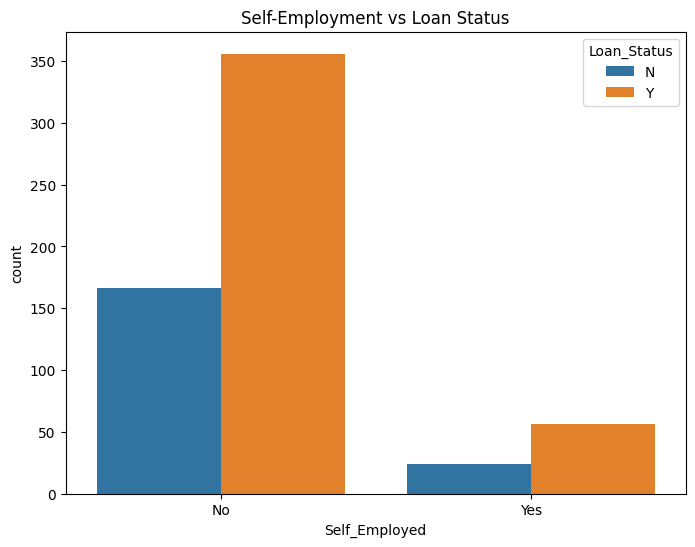 Self-Employment vs Loan Status
Loan_Status
N
Y
350
300
250
200
150
100
50
0
count
No
Yes
Self_Employed